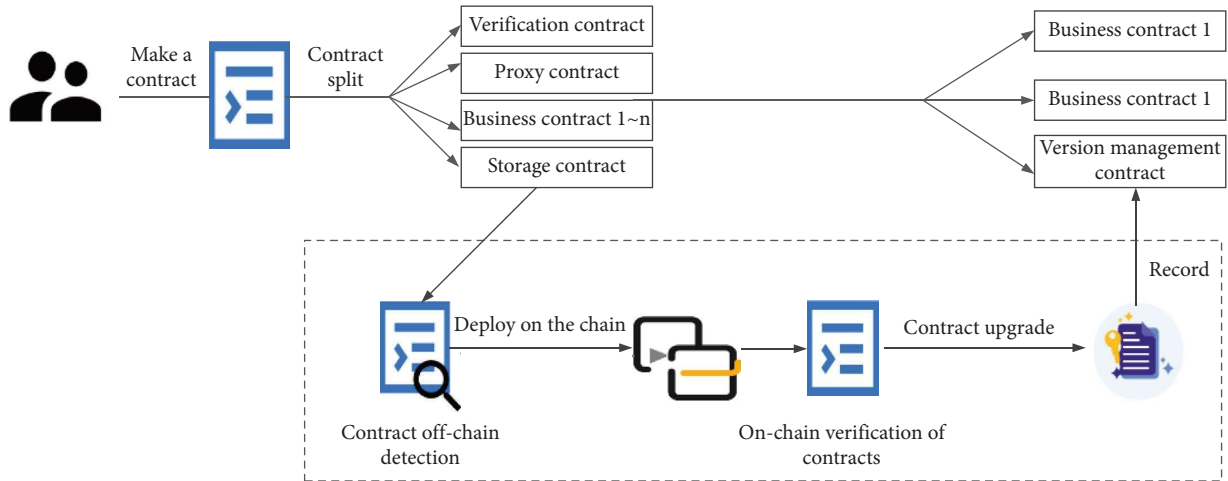 Make a
contract
Contract
split
Verification contract
Proxy contract
Business contract 1~n
Storage contract
Business contract 1
Business contract 1
Version management
contract
Record
Deploy on the chain
Contract upgrade
Contract off-chain
detection
On-chain verification of
contracts